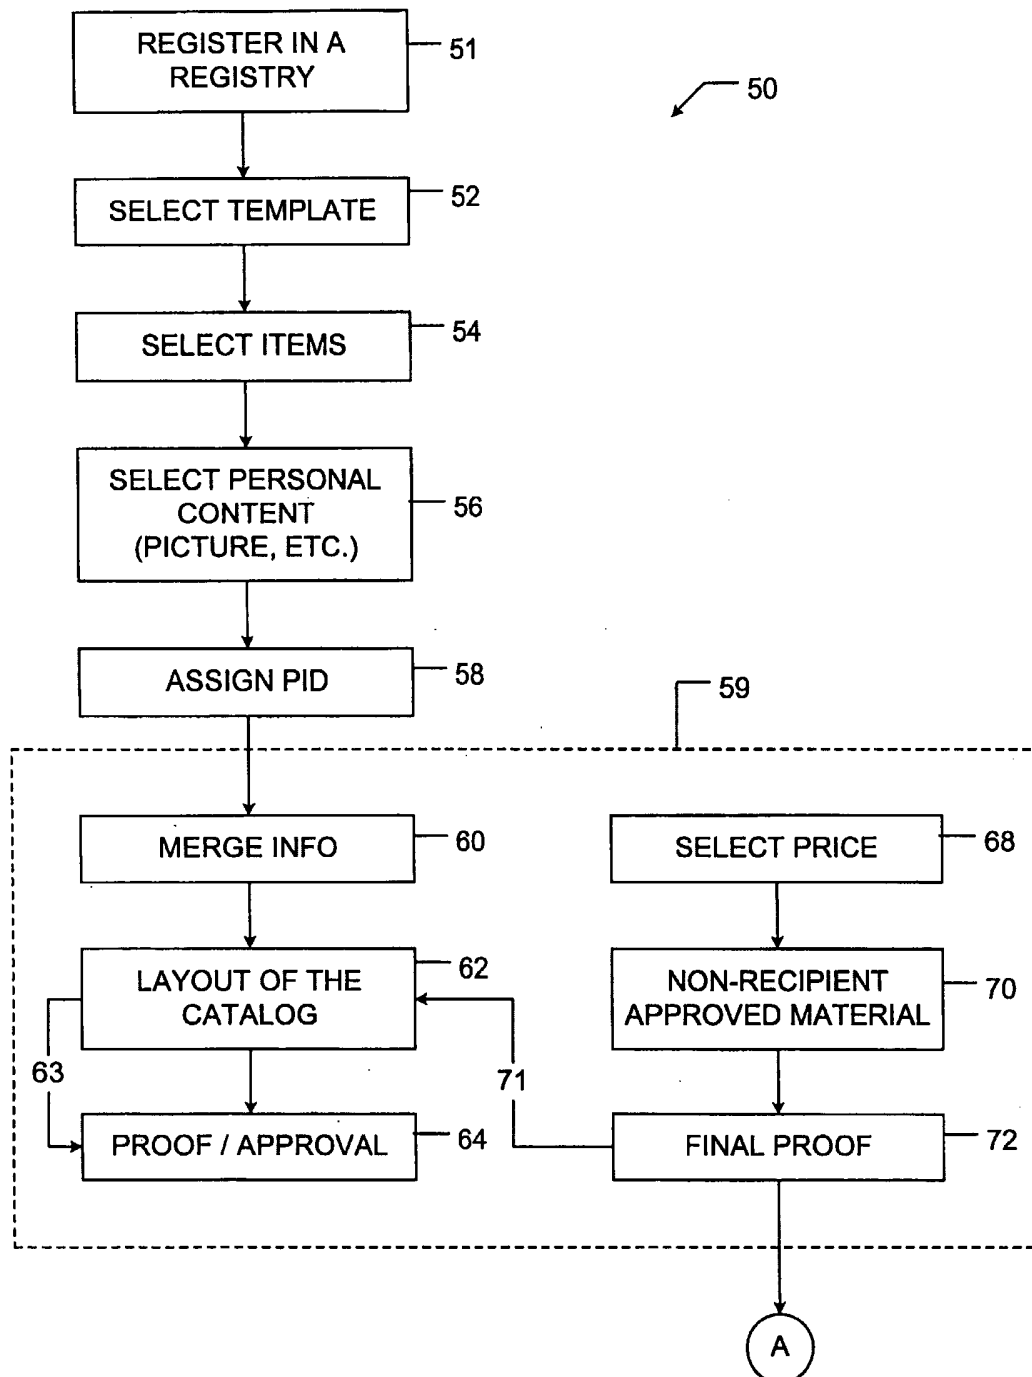 REGISTER IN A
REGISTRY
51
50
SELECT TEMPLATE
52
SELECT ITEMS
54
SELECT PERSONAL
CONTENT
(PICTURE, ETC.)
56
ASSIGN PID
58
59
MERGE INFO
60
SELECT PRICE
68
LAYOUT OF THE
CATALOG
62
NON-RECIPIENT
APPROVED MATERIAL
70
63
71
PROOF / APPROVAL
64
FINAL PROOF
72
A